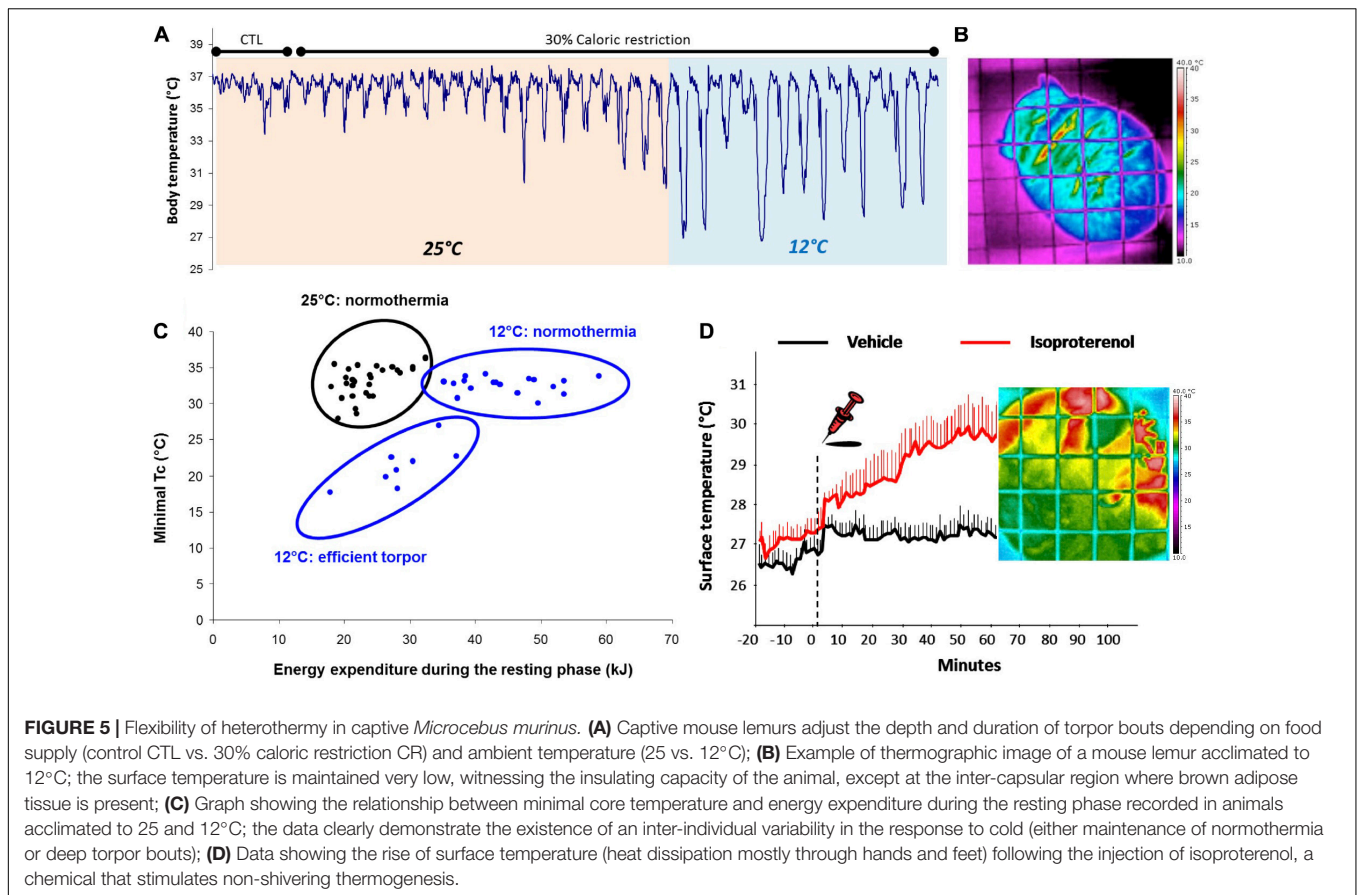 A
CTL
30% Caloric restriction
39
37
35
33
31
29
27
25
Body temperature (°C)
25°C
12°C
B
40.0 °C
40
30
20
10.0
25°C: normothermia
C
12°C: normothermia
40
35
30
25
20
15
10
5
0
Minimal Tc (°C)
12°C: efficient torpor
0 10 20 30 40 50 60 70
Energy expenditure during the resting phase (kJ)
D
Vehicle
Isoproterenol
31
30
29
28
27
26
Surface temperature (°C)
-20 -10 0 10 20 30 40 50 60 70 80 90 100
Minutes
40.0 °C
40
30
20
10.0
FIGURE 5 | Flexibility of heterothermy in captive Microcebus murinus. (A) Captive mouse lemurs adjust the depth and duration of torpor bouts depending on food
supply (control CTL vs. 30% caloric restriction CR) and ambient temperature (25 vs. 12°C); (B) Example of thermographic image of a mouse lemur acclimated to
12°C; the surface temperature is maintained very low, witnessing the insulating capacity of the animal, except at the inter-capsular region where brown adipose
tissue is present; (C) Graph showing the relationship between minimal core temperature and energy expenditure during the resting phase recorded in animals
acclimated to 25 and 12°C; the data clearly demonstrate the existence of an inter-individual variability in the response to cold (either maintenance of normothermia
or deep torpor bouts); (D) Data showing the rise of surface temperature (heat dissipation mostly through hands and feet) following the injection of isoproterenol, a
chemical that stimulates non-shivering thermogenesis.